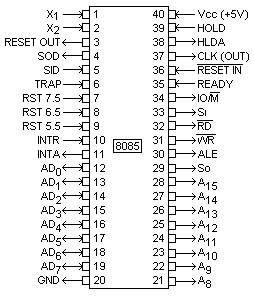 X1 1 40 Vcc (+5V)
X2 2 39 HOLD
RESET OUT 3 38 HLDA
SOD 4 37 CLK (OUT)
SID 5 36 RESET IN
TRAP 6 35 READY
RST 7.5 7 34 IO/M
RST 6.5 8 33 S1
RST 5.5 9 32 RD
INTR 10 31 WR
INTA 11 8085 30 ALE
AD0 12 29 So
AD1 13 28 A15
AD2 14 27 A14
AD3 15 26 A13
AD4 16 25 A12
AD5 17 24 A11
AD6 18 23 A10
AD7 19 22 A9
GND 20 21 A8